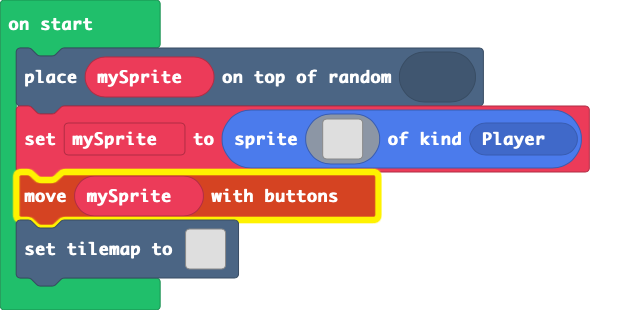 on start
place mySprite on top of random
set mySprite to sprite of kind Player
move mySprite with buttons
set tilemap to